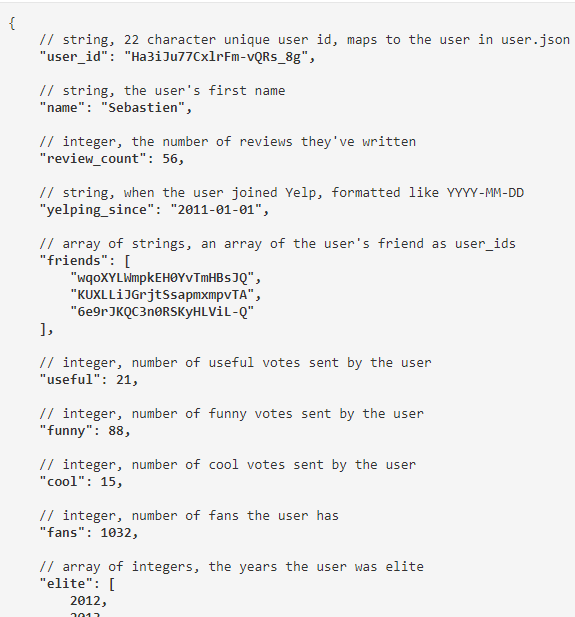 {
// string, 22 character unique user id, maps to the user in user.json
"user_id": "Ha3iJu77CxlrFm-vQRs_8g",
// string, the user's first name
"name": "Sebastien",
// integer, the number of reviews they've written
"review_count": 56,
// string, when the user joined Yelp, formatted like YYYY-MM-DD
"yelping_since": "2011-01-01",
// array of strings, an array of the user's friend as user_ids
"friends": [
"wqoXYLWmpkEH0YvTmHBsJQ",
"KUXLLiJGrjtSsapmxmpvTA",
"6e9rJKQC3n0RSKyHLViL-Q"
],
// integer, number of useful votes sent by the user
"useful": 21,
// integer, number of funny votes sent by the user
"funny": 88,
// integer, number of cool votes sent by the user
"cool": 15,
// integer, number of fans the user has
"fans": 1032,
// array of integers, the years the user was elite
"elite": [
2012,